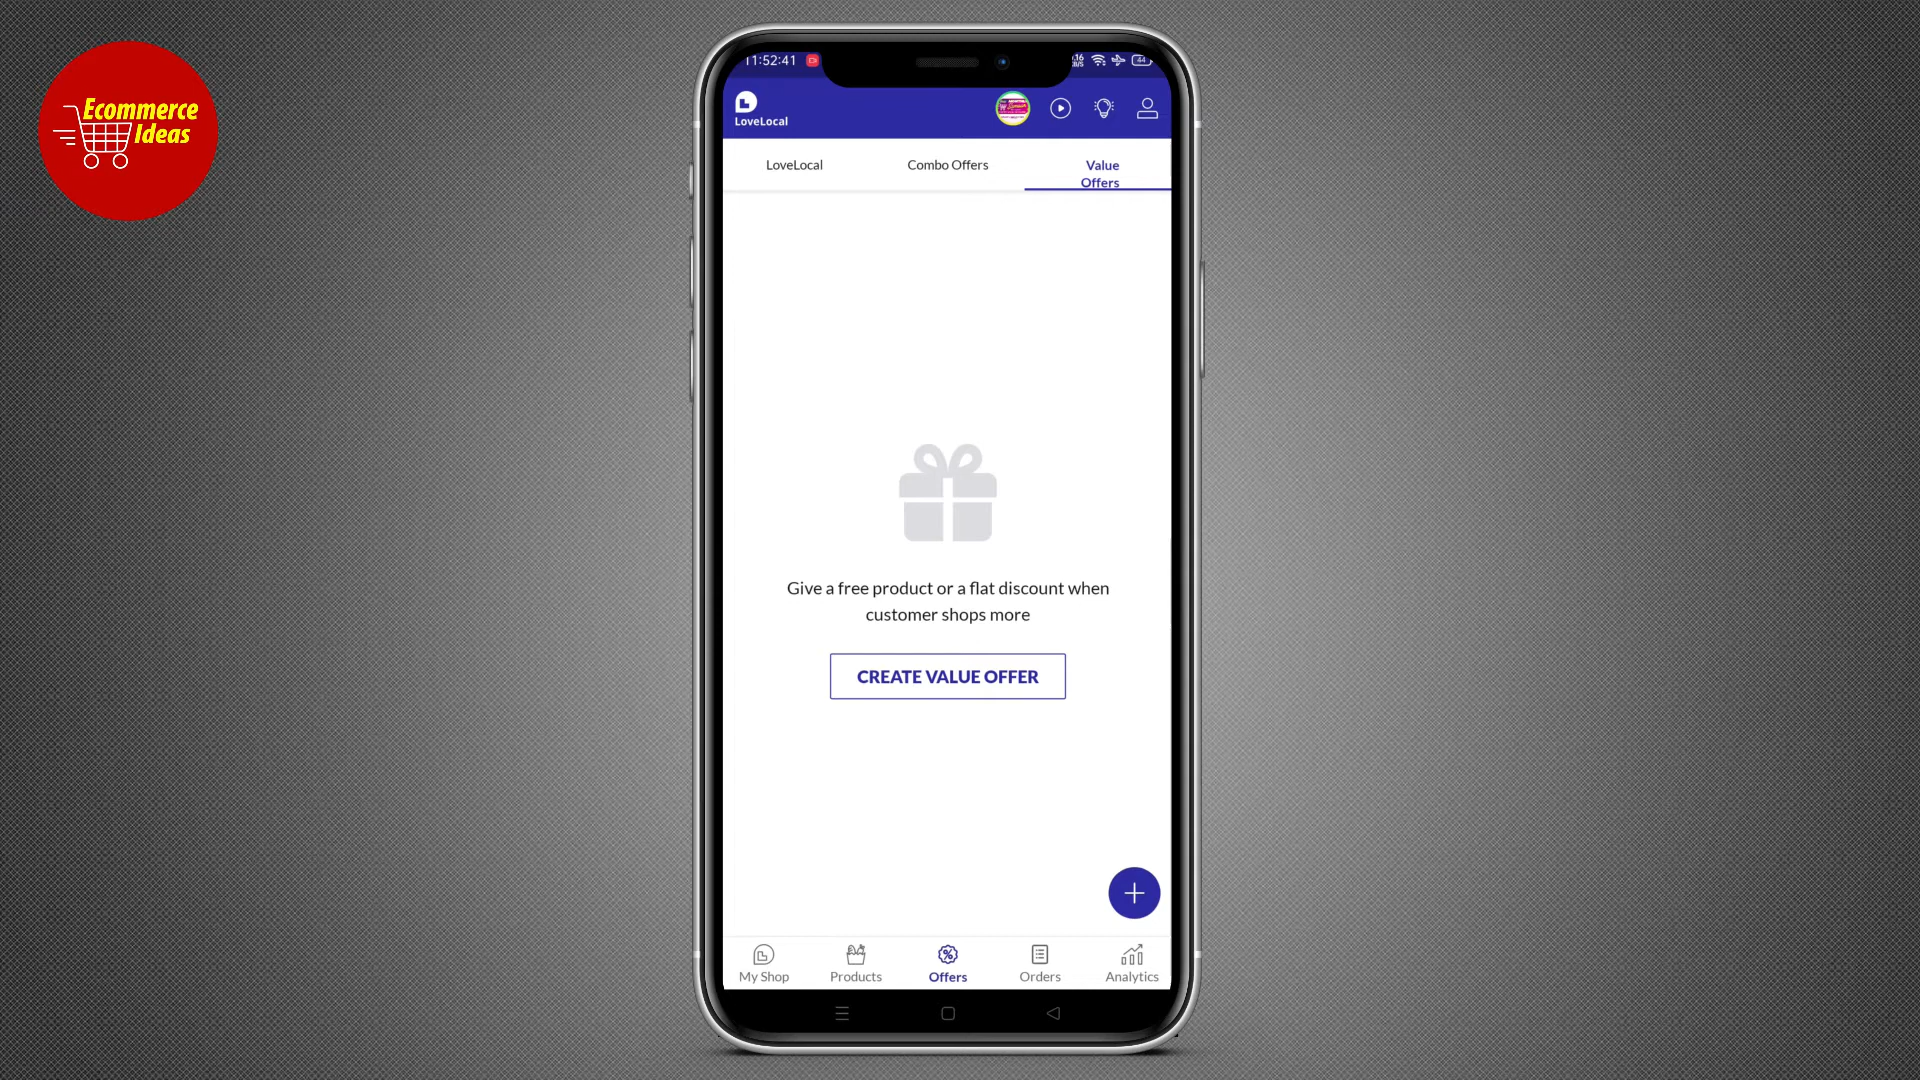 Ecommerce
Ideas
11:52:41
44
LoveLocal
LoveLocal
Combo Offers
Value
Offers
Give a free product or a flat discount when
customer shops more
CREATE VALUE OFFER
My Shop
Products
Offers
Orders
Analytics